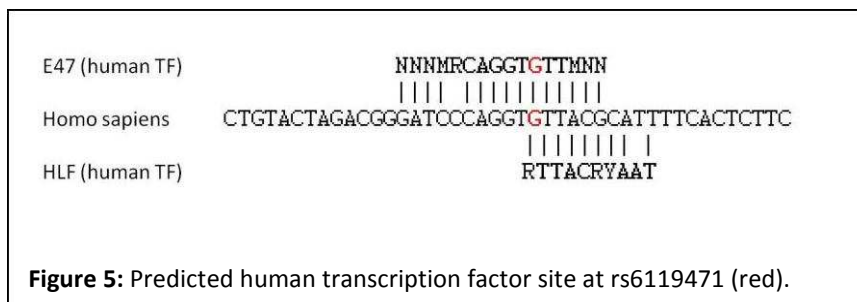 E47 (human TF) NNNMRCAGGTGTTMNN
|||| |||||||||||
Homo sapiens CTGTACTAGACGGGATCCCAGGTGTTACGCATTTTCACTCTTC
|||||||| |
HLF (human TF) RTTACRYAAT
Figure 5: Predicted human transcription factor site at rs6119471 (red).